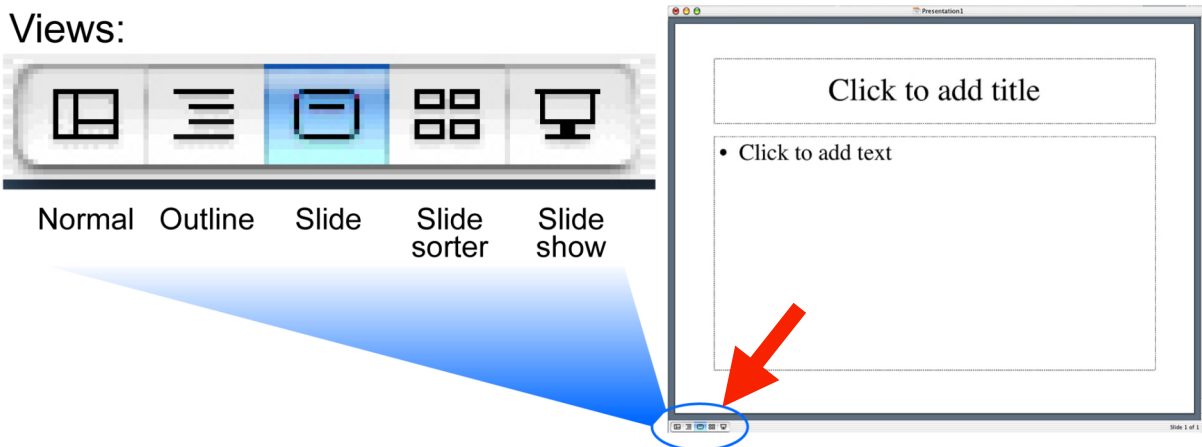 Views:
Normal Outline Slide Slide sorter Slide show
Presentation1
Click to add title
• Click to add text
Slide 1 of 1